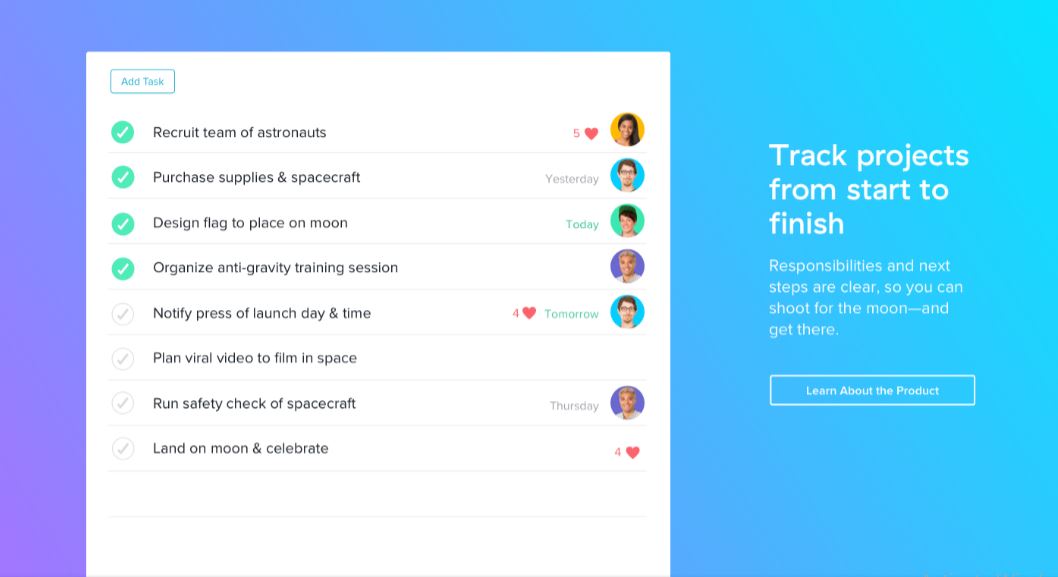 Add Task
Recruit team of astronauts 5
Purchase supplies & spacecraft Yesterday
Design flag to place on moon Today
Organize anti-gravity training session
Notify press of launch day & time 4 Tomorrow
Plan viral video to film in space
Run safety check of spacecraft Thursday
Land on moon & celebrate 4
Track projects
from start to
finish
Responsibilities and next
steps are clear, so you can
shoot for the moon—and
get there.
Learn About the Product